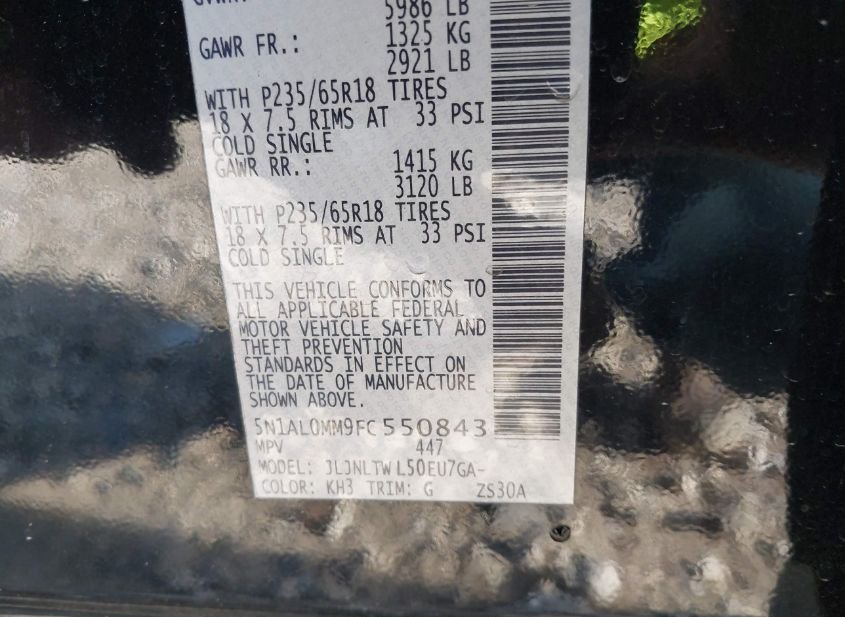 5986 LB
GAWR FR.: 1325 KG
2921 LB
WITH P235/65R18 TIRES
18 X 7.5 RIMS AT 33 PSI
COLD SINGLE
GAWR RR.: 1415 KG
3120 LB
WITH P235/65R18 TIRES
18 X 7.5 RIMS AT 33 PSI
COLD SINGLE
THIS VEHICLE CONFORMS TO
ALL APPLICABLE FEDERAL
MOTOR VEHICLE SAFETY AND
THEFT PREVENTION
STANDARDS IN EFFECT ON
THE DATE OF MANUFACTURE
SHOWN ABOVE.
5N1AL0MM9FC550843
MPV 447
MODEL: JLJNLTWL50EU7GA-
COLOR: KH3 TRIM: G ZS30A